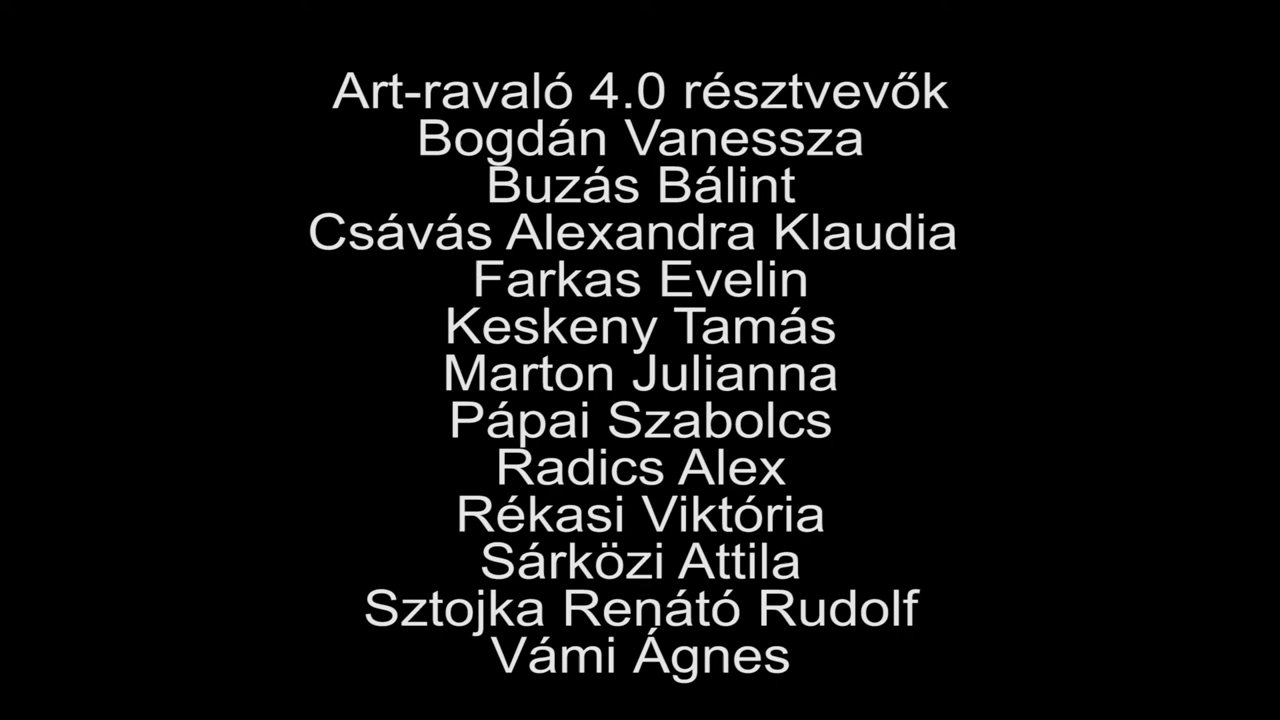 Art-ravaló 4.0 résztvevők
Bogdán Vanessza
Buzás Bálint
Csávás Alexandra Klaudia
Farkas Evelin
Keskeny Tamás
Marton Julianna
Pápai Szabolcs
Radics Alex
Rékasi Viktória
Sárközi Attila
Sztojka Renátó Rudolf
Vámi Ágnes